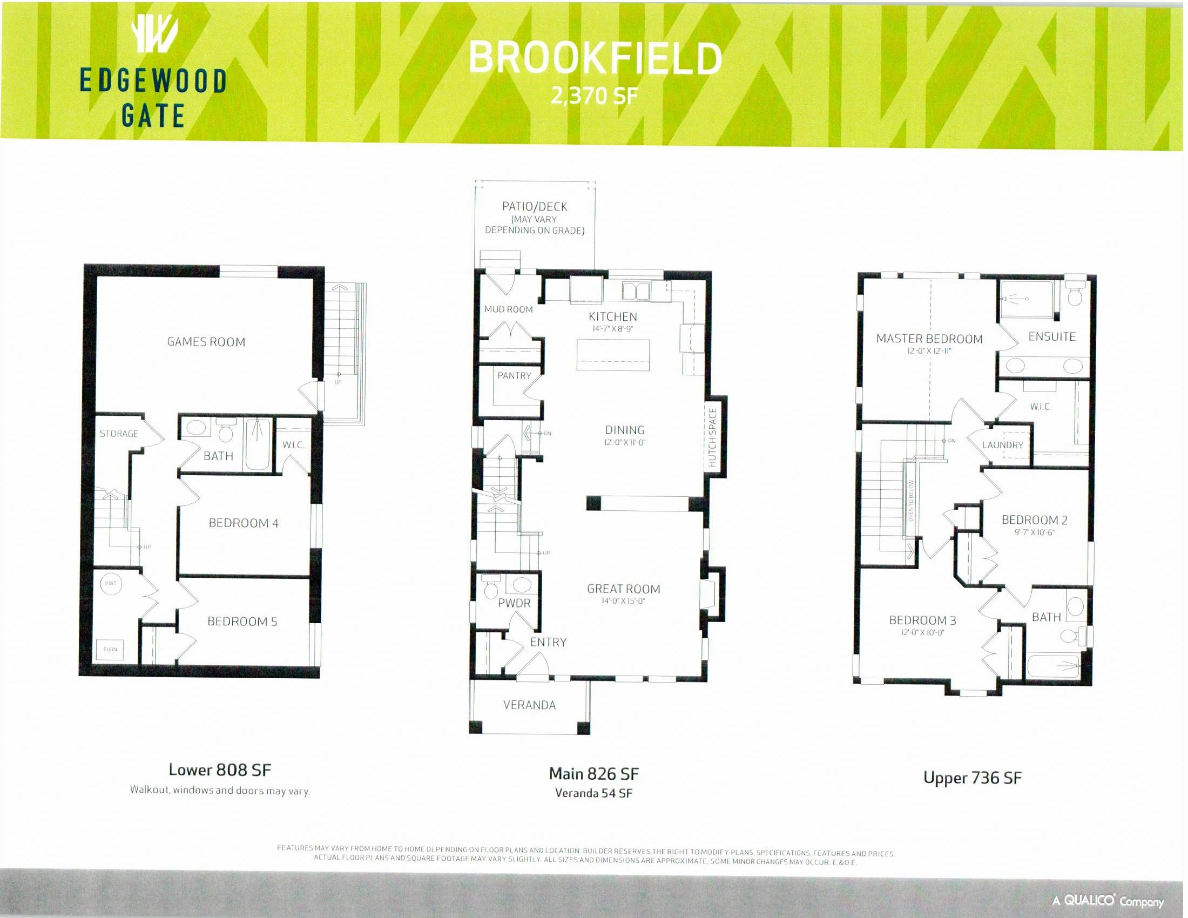 EDGEWOOD
GATE
BROOKFIELD
2,370 SF
GAMES ROOM
UP
STORAGE
BATH
W.I.C.
BEDROOM 4
UP
HWT
BEDROOM 5
FURN
Lower 808 SF
Walkout, windows and doors may vary.
PATIO/DECK
(MAY VARY
DEPENDING ON GRADE)
MUD ROOM
KITCHEN
14'-7" X 8'-9"
PANTRY
DN
DINING
12'-0" X 11'-0"
HUTCH SPACE
UP
GREAT ROOM
14'-0" X 15'-0"
PWDR
ENTRY
VERANDA
Main 826 SF
Veranda 54 SF
MASTER BEDROOM
12'-0" X 12'-11"
ENSUITE
W.I.C.
DN
LAUNDRY
OPEN TO BELOW
BEDROOM 2
9'-7" X 10'-6"
BEDROOM 3
12'-0" X 10'-0"
BATH
Upper 736 SF
FEATURES MAY VARY FROM HOME TO HOME DEPENDING ON FLOOR PLANS AND LOCATION. BUILDER RESERVES THE RIGHT TO MODIFY PLANS, SPECIFICATIONS, FEATURES AND PRICES.
ACTUAL FLOOR PLANS AND SQUARE FOOTAGE MAY VARY SLIGHTLY. ALL SIZES AND DIMENSIONS ARE APPROXIMATE, SOME MINOR CHANGES MAY OCCUR. E.&O.E.
A QUALICO® Company